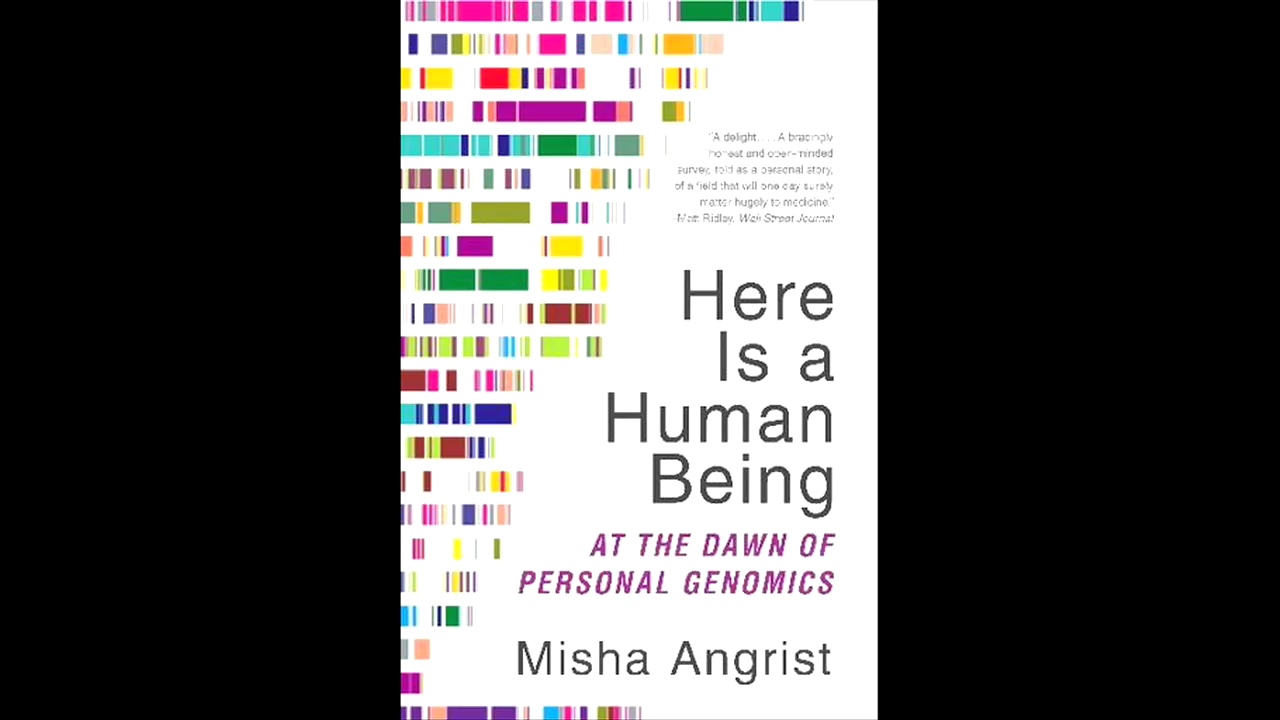 "A delight. . . . A bracingly
honest and open-minded
survey, told as a personal story,
of a field that will one day surely
matter hugely to medicine."
-Matt Ridley, Wall Street Journal
Here
Is a
Human
Being
AT THE DAWN OF
PERSONAL GENOMICS
Misha Angrist